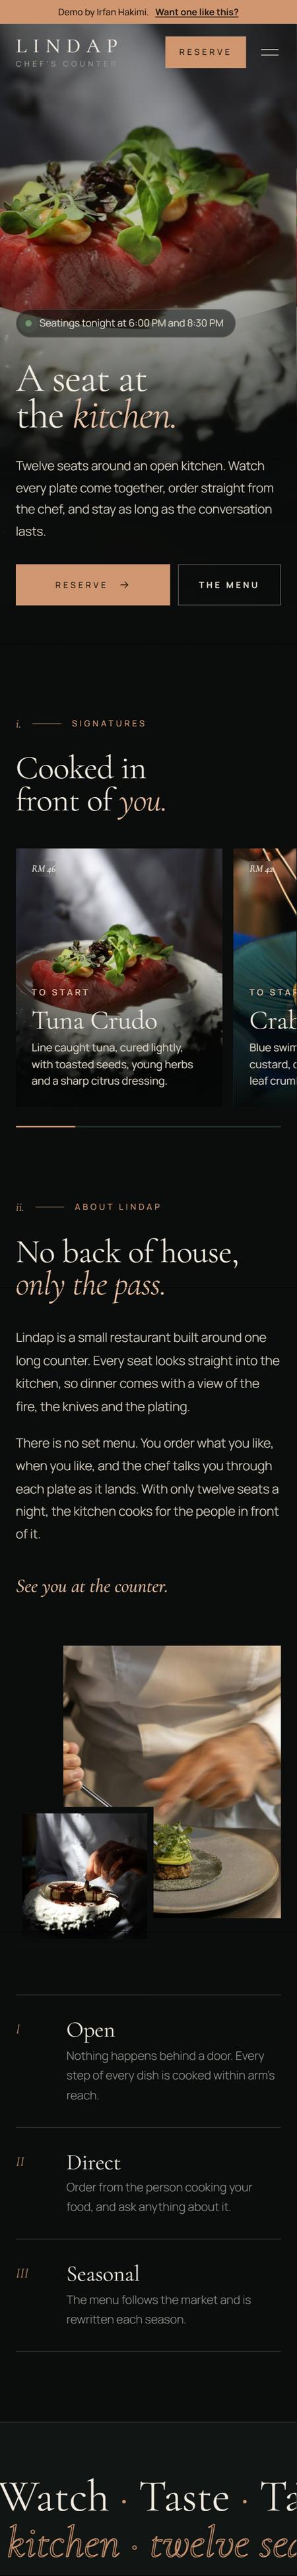 Demo by Irfan Hakimi. Want one like this?
LINDAP
CHEF'S COUNTER
RESERVE
Seatings tonight at 6:00 PM and 8:30 PM
A seat at
the kitchen.
Twelve seats around an open kitchen. Watch
every plate come together, order straight from
the chef, and stay as long as the conversation
lasts.
RESERVE →
THE MENU
i. SIGNATURES
Cooked in
front of you.
RM 46
TO START
Tuna Crudo
Line caught tuna, cured lightly,
with toasted seeds, young herbs
and a sharp citrus dressing.
RM 42
TO STAR
Crab
Blue swim
custard, c
leaf crum
ii. ABOUT LINDAP
No back of house,
only the pass.
Lindap is a small restaurant built around one
long counter. Every seat looks straight into the
kitchen, so dinner comes with a view of the
fire, the knives and the plating.
There is no set menu. You order what you like,
when you like, and the chef talks you through
each plate as it lands. With only twelve seats a
night, the kitchen cooks for the people in front
of it.
See you at the counter.
I
Open
Nothing happens behind a door. Every
step of every dish is cooked within arm's
reach.
II
Direct
Order from the person cooking your
food, and ask anything about it.
III
Seasonal
The menu follows the market and is
rewritten each season.
Watch · Taste · Ta
kitchen ∘ twelve sea